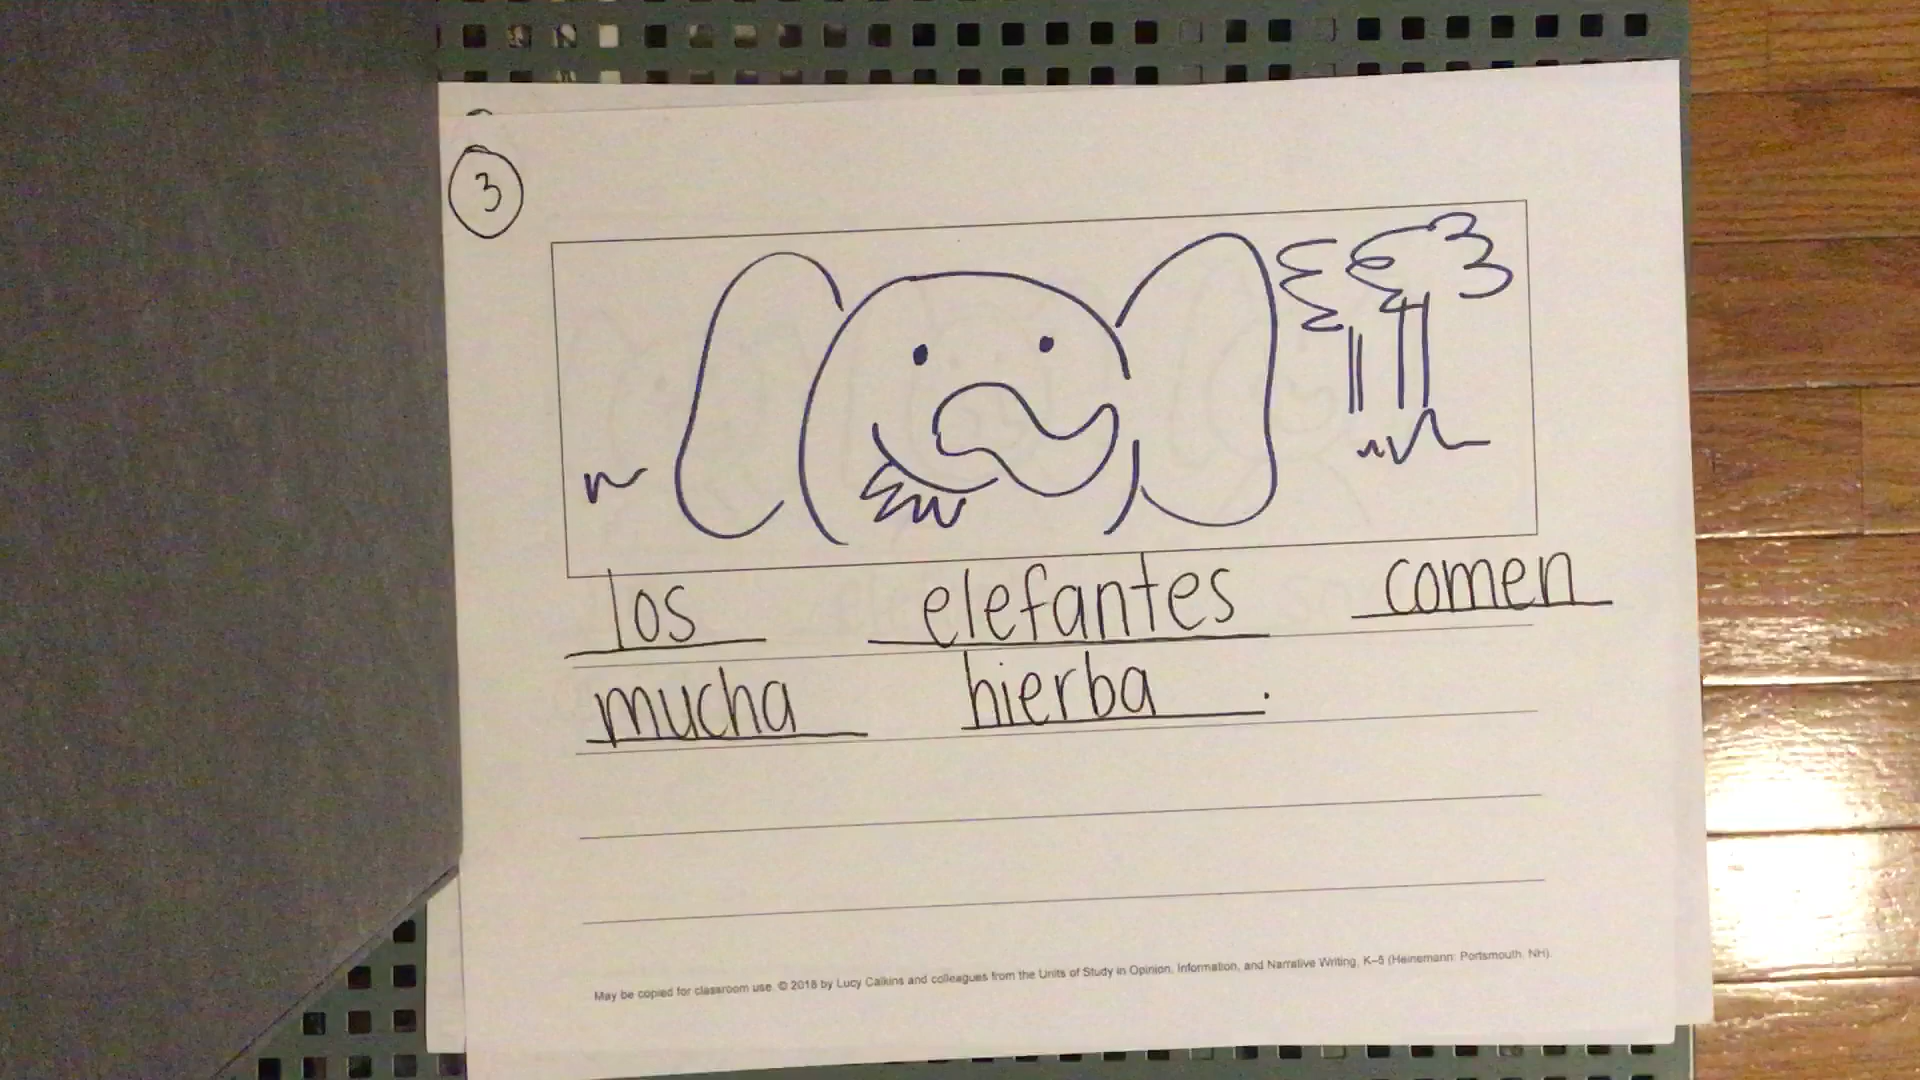 3
los elefantes comen
mucha hierba.
May be copied for classroom use. © 2018 by Lucy Calkins and colleagues from the Units of Study in Opinion, Information, and Narrative Writing, K–5 (Heinemann: Portsmouth, NH).